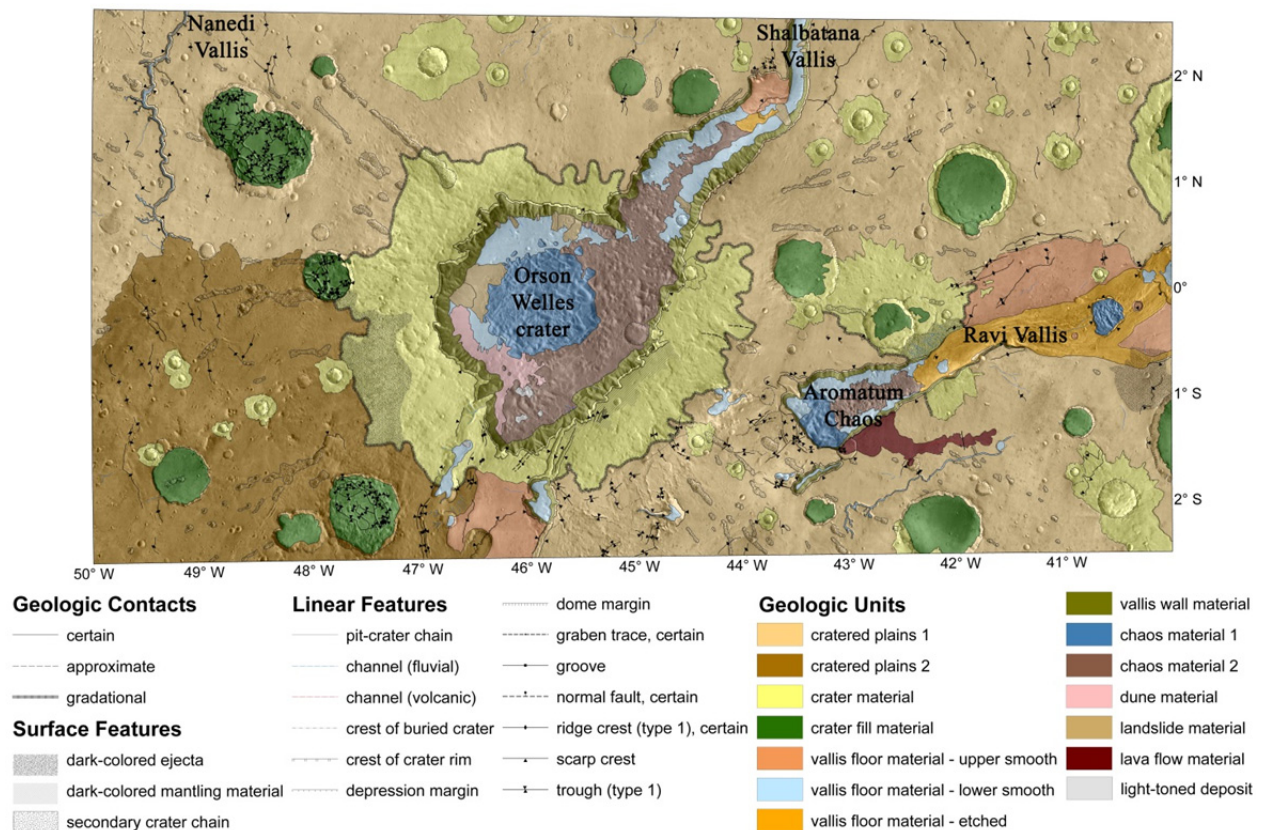 Nanedi
Vallis
Shalbatana
Vallis
2° N
1° N
Orson
Welles
crater
0°
Ravi Vallis
Aromatum
Chaos
1° S
2° S
50° W
49° W
48° W
47° W
46° W
45° W
44° W
43° W
42° W
41° W
Geologic Contacts
certain
approximate
gradational
Surface Features
dark-colored ejecta
dark-colored mantling material
secondary crater chain
Linear Features
pit-crater chain
channel (fluvial)
channel (volcanic)
crest of buried crater
crest of crater rim
depression margin
dome margin
graben trace, certain
groove
normal fault, certain
ridge crest (type 1), certain
scarp crest
trough (type 1)
Geologic Units
cratered plains 1
cratered plains 2
crater material
crater fill material
vallis floor material - upper smooth
vallis floor material - lower smooth
vallis floor material - etched
vallis wall material
chaos material 1
chaos material 2
dune material
landslide material
lava flow material
light-toned deposit